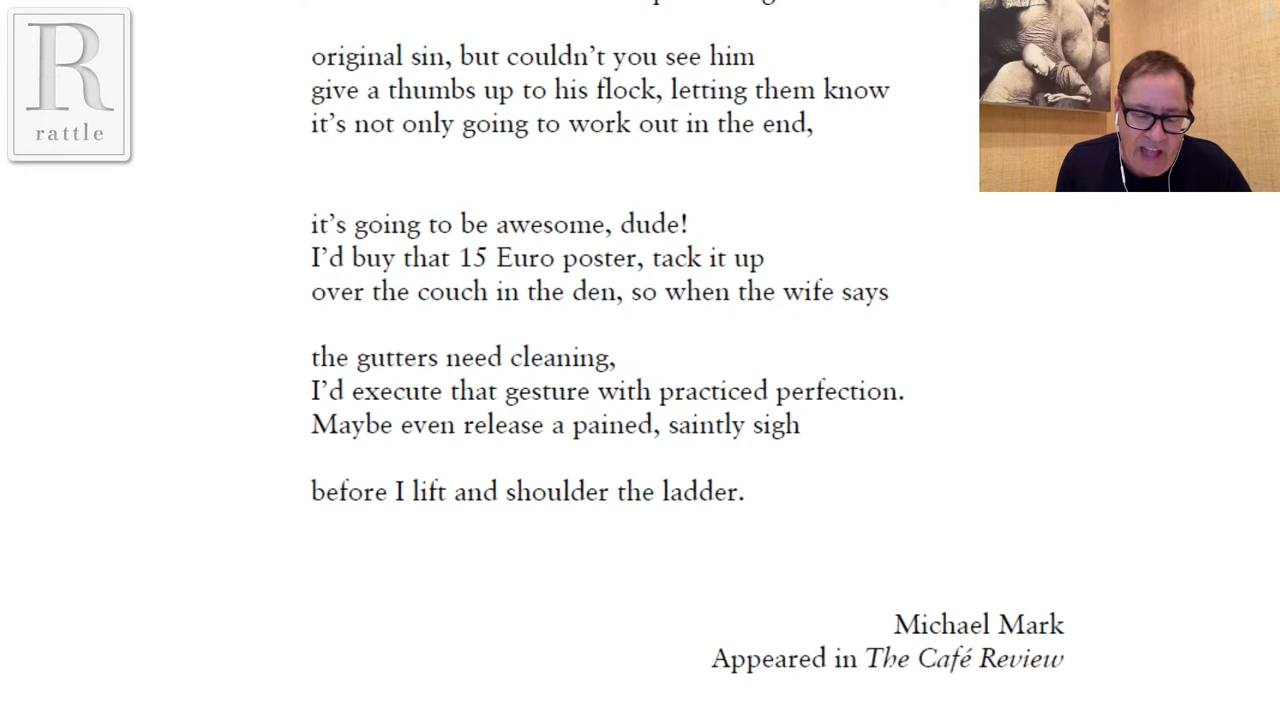 R
rattle
original sin, but couldn’t you see him
give a thumbs up to his flock, letting them know
it’s not only going to work out in the end,
it’s going to be awesome, dude!
I’d buy that 15 Euro poster, tack it up
over the couch in the den, so when the wife says
the gutters need cleaning,
I’d execute that gesture with practiced perfection.
Maybe even release a pained, saintly sigh
before I lift and shoulder the ladder.
Michael Mark
Appeared in The Café Review